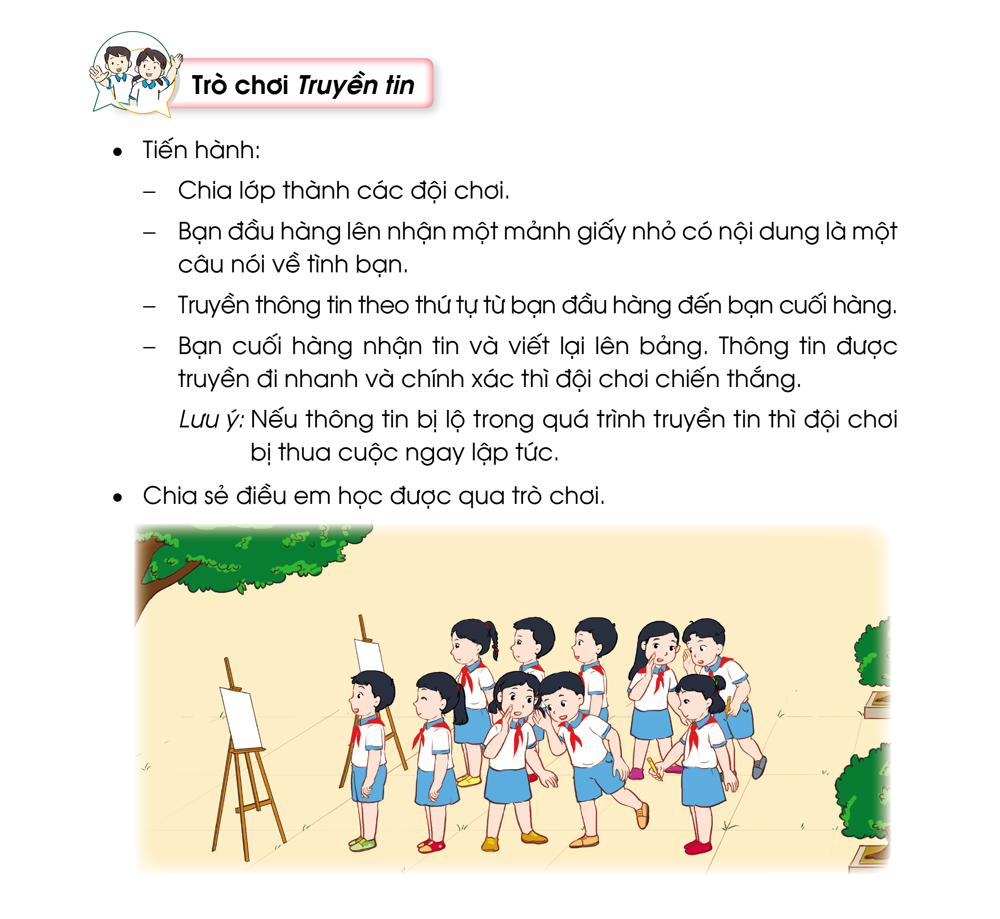 Trò chơi Truyền tin
• Tiến hành:
– Chia lớp thành các đội chơi.
– Bạn đầu hàng lên nhận một mảnh giấy nhỏ có nội dung là một
câu nói về tình bạn.
– Truyền thông tin theo thứ tự từ bạn đầu hàng đến bạn cuối hàng.
– Bạn cuối hàng nhận tin và viết lại lên bảng. Thông tin được
truyền đi nhanh và chính xác thì đội chơi chiến thắng.
Lưu ý: Nếu thông tin bị lộ trong quá trình truyền tin thì đội chơi
bị thua cuộc ngay lập tức.
• Chia sẻ điều em học được qua trò chơi.